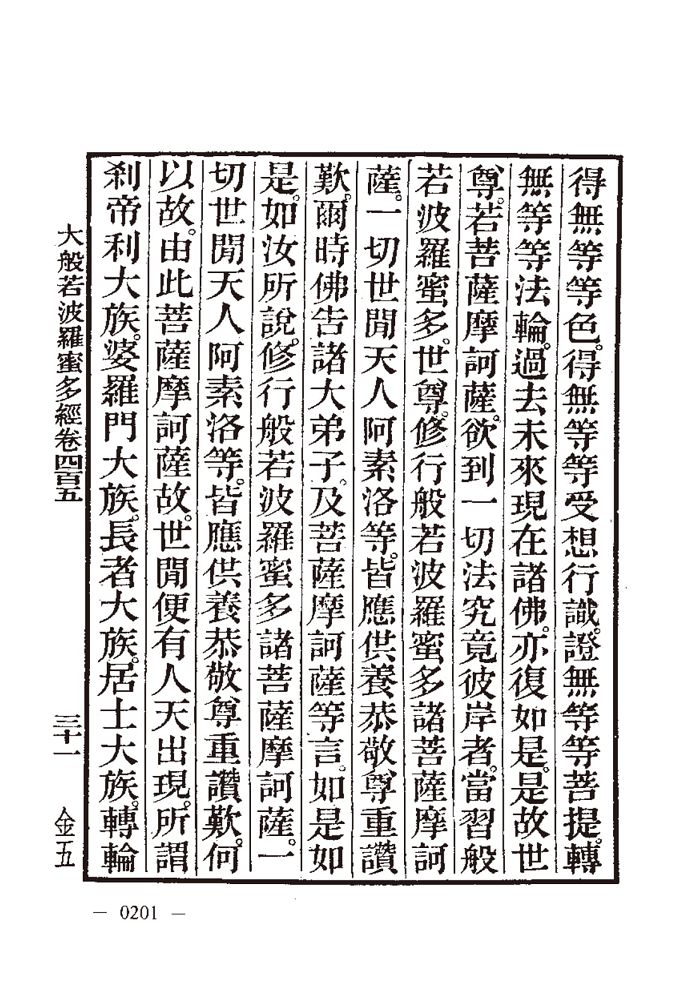 得無等等色。得無等等受想行識。證無等等菩提。轉
無等等法輪。過去未來現在諸佛。亦復如是。是故世
尊。若菩薩摩訶薩。欲到一切法究竟彼岸者。當習般
若波羅蜜多。世尊。修行般若波羅蜜多諸菩薩摩訶
薩。一切世閒天人阿素洛等。皆應供養恭敬尊重讚
歎。爾時佛告諸大弟子。及菩薩摩訶薩等言。如是如
是。如汝所說。修行般若波羅蜜多諸菩薩摩訶薩。一
切世閒天人阿素洛等。皆應供養恭敬尊重讚歎。何
以故。由此菩薩摩訶薩故。世閒便有人天出現。所謂
剎帝利大族。婆羅門大族。長者大族。居士大族。轉輪
大般若波羅蜜多經卷四百五 三十一 金五
— 0201 —